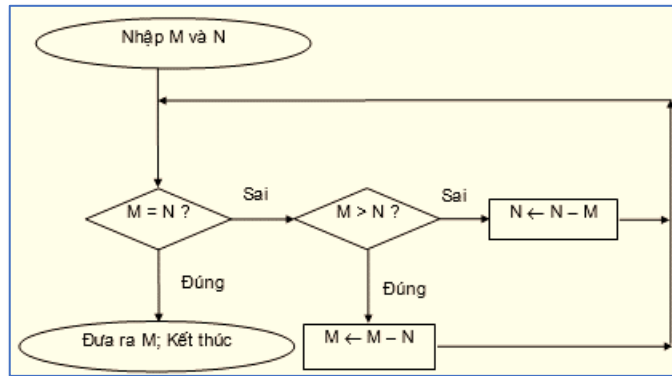 Nhập M và N
M = N ?
Sai
M > N ?
Sai
N ← N – M
Đúng
Đúng
Đưa ra M; Kết thúc
M ← M – N